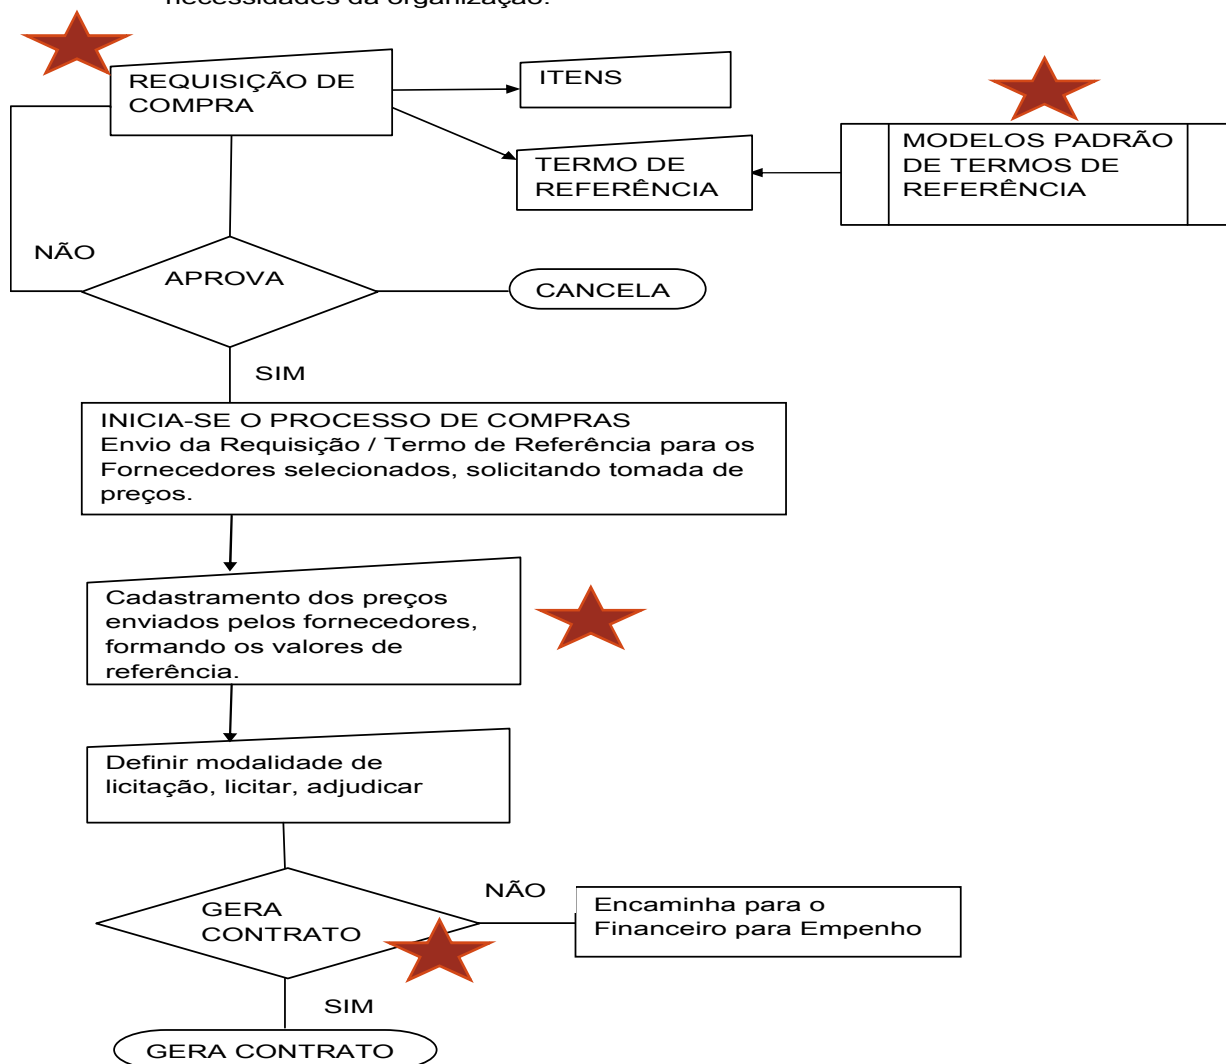 necessidades da organização.
REQUISIÇÃO DE
COMPRA
ITENS
TERMO DE
REFERÊNCIA
MODELOS PADRÃO
DE TERMOS DE
REFERÊNCIA
NÃO
APROVA
CANCELA
SIM
INICIA-SE O PROCESSO DE COMPRAS
Envio da Requisição / Termo de Referência para os
Fornecedores selecionados, solicitando tomada de
preços.
Cadastramento dos preços
enviados pelos fornecedores,
formando os valores de
referência.
Definir modalidade de
licitação, licitar, adjudicar
GERA
CONTRATO
NÃO
Encaminha para o
Financeiro para Empenho
SIM
GERA CONTRATO